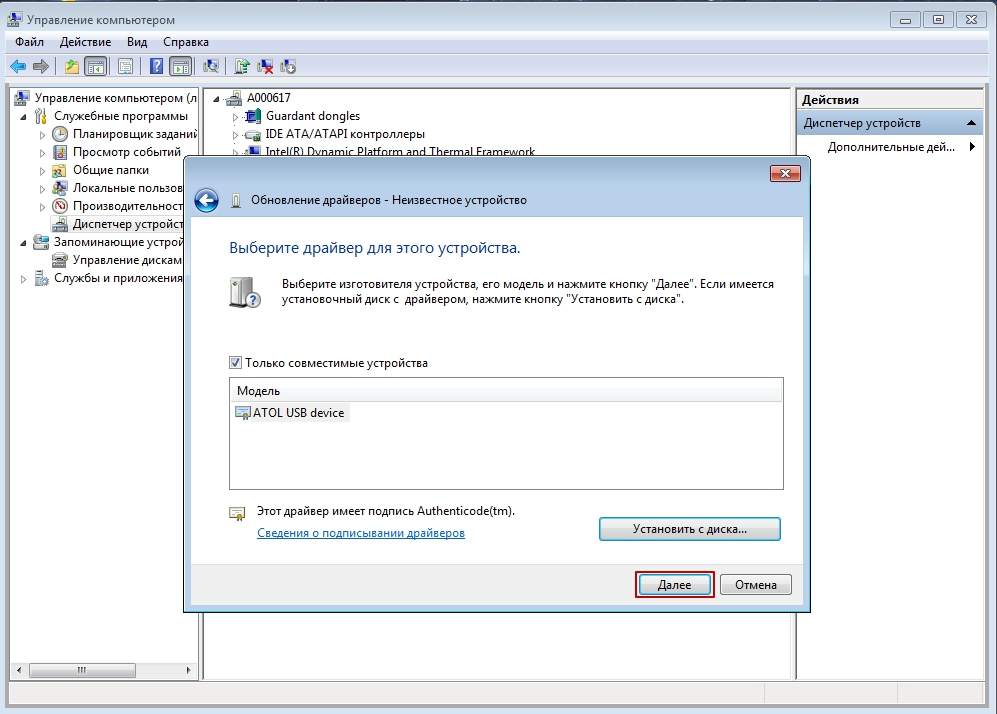 Управление компьютером
Файл Действие Вид Справка
Управление компьютером (л
Служебные программы
Планировщик заданий
Просмотр событий
Общие папки
Локальные пользов
Производительност
Диспетчер устройст
Запоминающие устрой
Управление дисками
Службы и приложения
A000617
Guardant dongles
IDE ATA/ATAPI контроллеры
Intel(R) Dynamic Platform and Thermal Framework
Действия
Диспетчер устройств
Дополнительные дей...
Обновление драйверов - Неизвестное устройство
Выберите драйвер для этого устройства.
Выберите изготовителя устройства, его модель и нажмите кнопку "Далее". Если имеется
установочный диск с драйвером, нажмите кнопку "Установить с диска".
Только совместимые устройства
Модель
ATOL USB device
Этот драйвер имеет подпись Authenticode(tm).
Сведения о подписывании драйверов
Установить с диска...
Далее Отмена